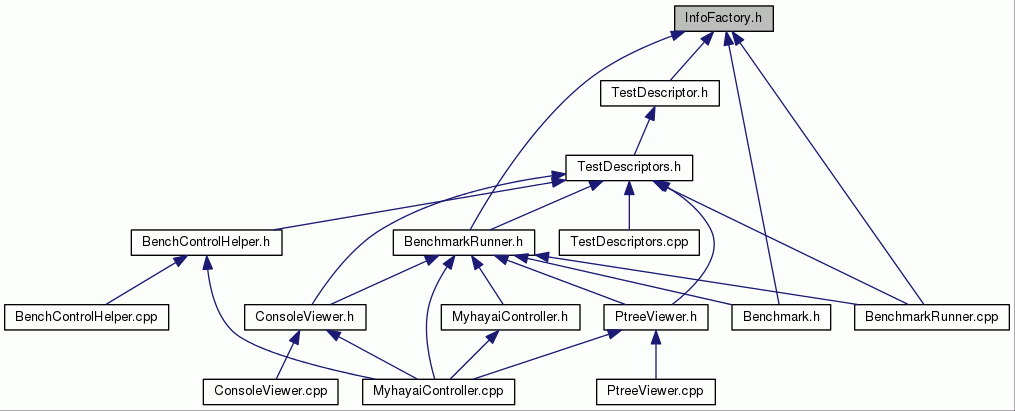 InfoFactory.h
TestDescriptor.h
TestDescriptors.h
BenchControlHelper.h
BenchmarkRunner.h
TestDescriptors.cpp
BenchControlHelper.cpp
ConsoleViewer.h
MyhayaiController.h
PtreeViewer.h
Benchmark.h
BenchmarkRunner.cpp
ConsoleViewer.cpp
MyhayaiController.cpp
PtreeViewer.cpp